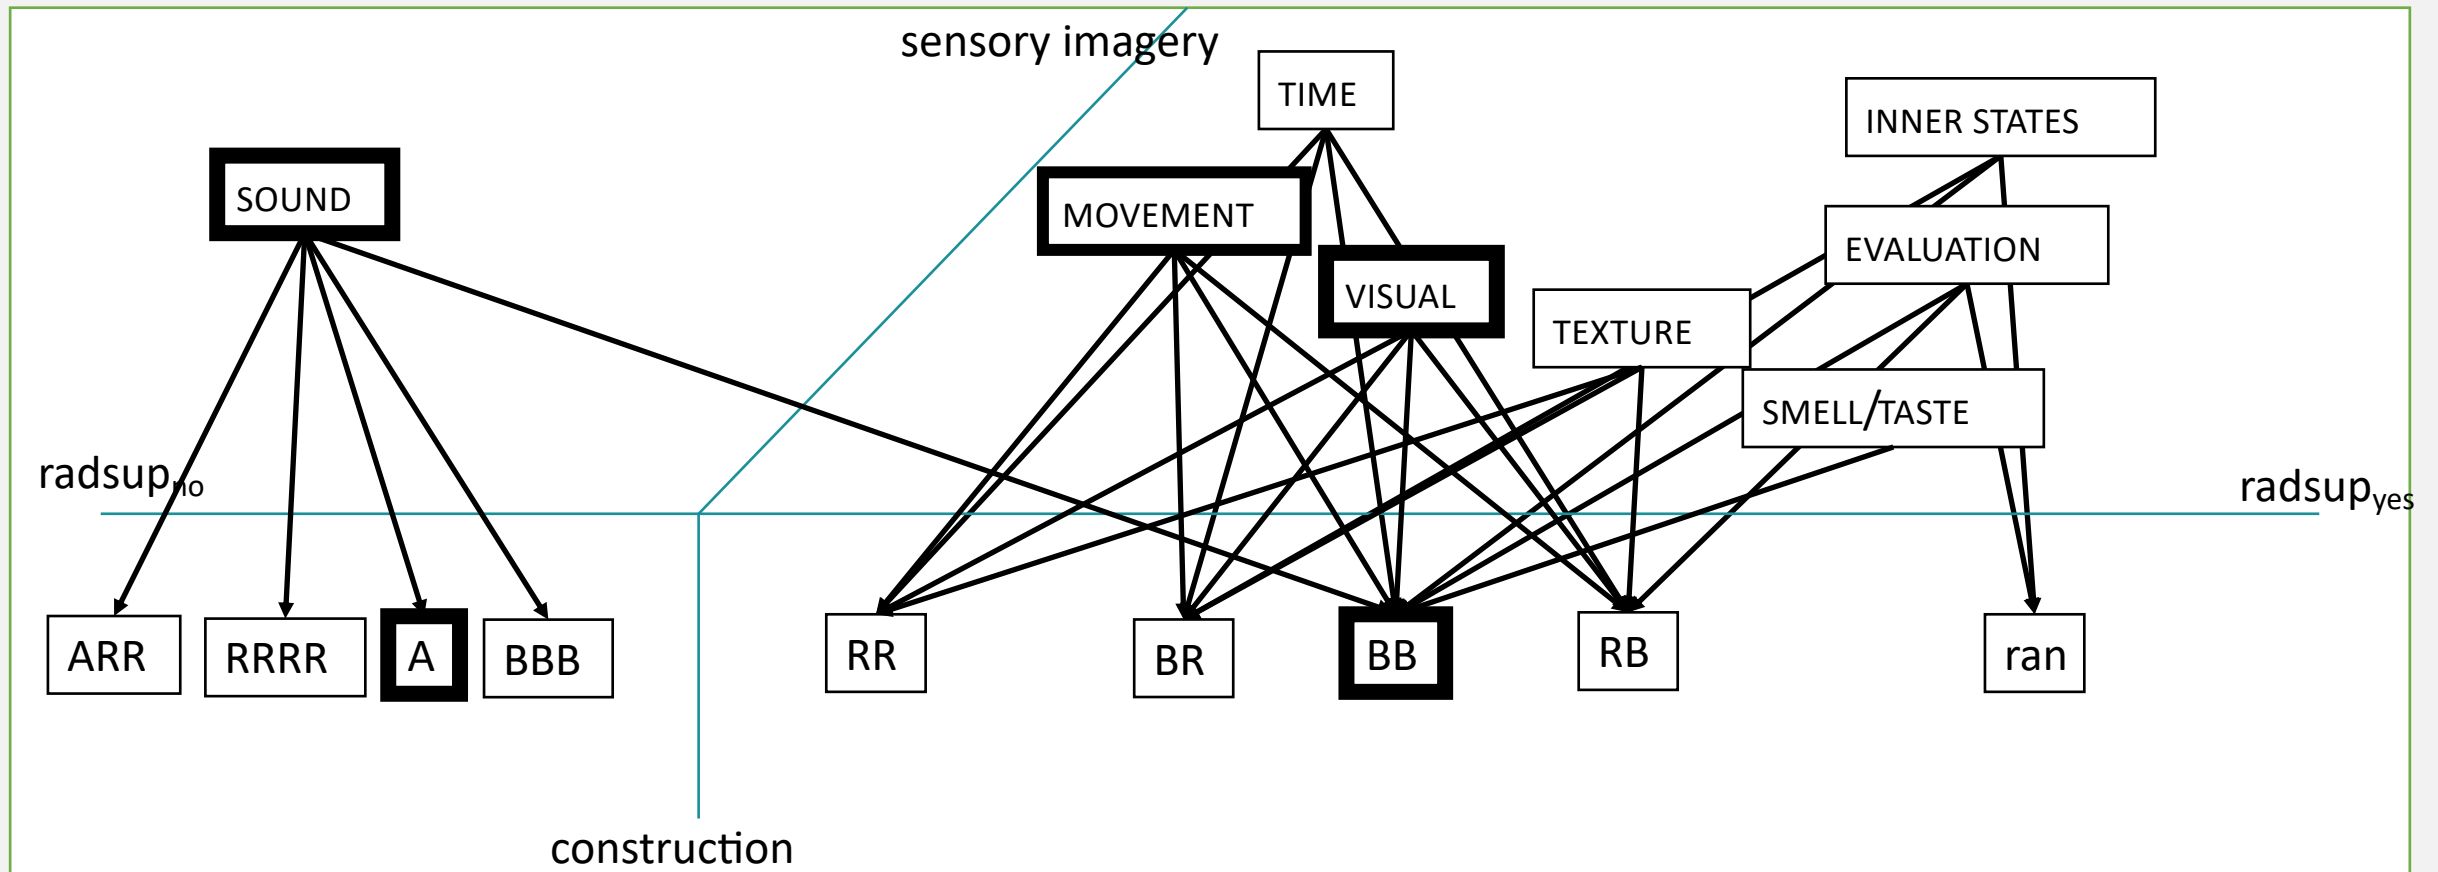 sensory imagery
TIME
INNER STATES
SOUND
MOVEMENT
EVALUATION
VISUAL
TEXTURE
SMELL/TASTE
radsupno
radsupyes
ARR
RRRR
A
BBB
RR
BR
BB
RB
ran
construction